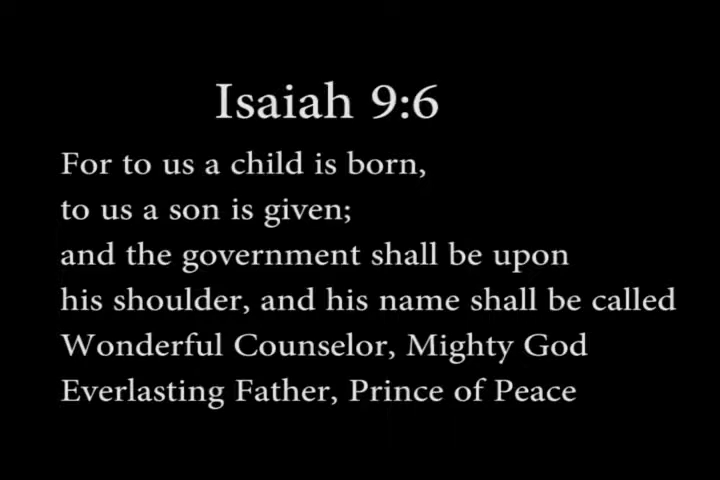 Isaiah 9:6
For to us a child is born,
to us a son is given;
and the government shall be upon
his shoulder, and his name shall be called
Wonderful Counselor, Mighty God
Everlasting Father, Prince of Peace